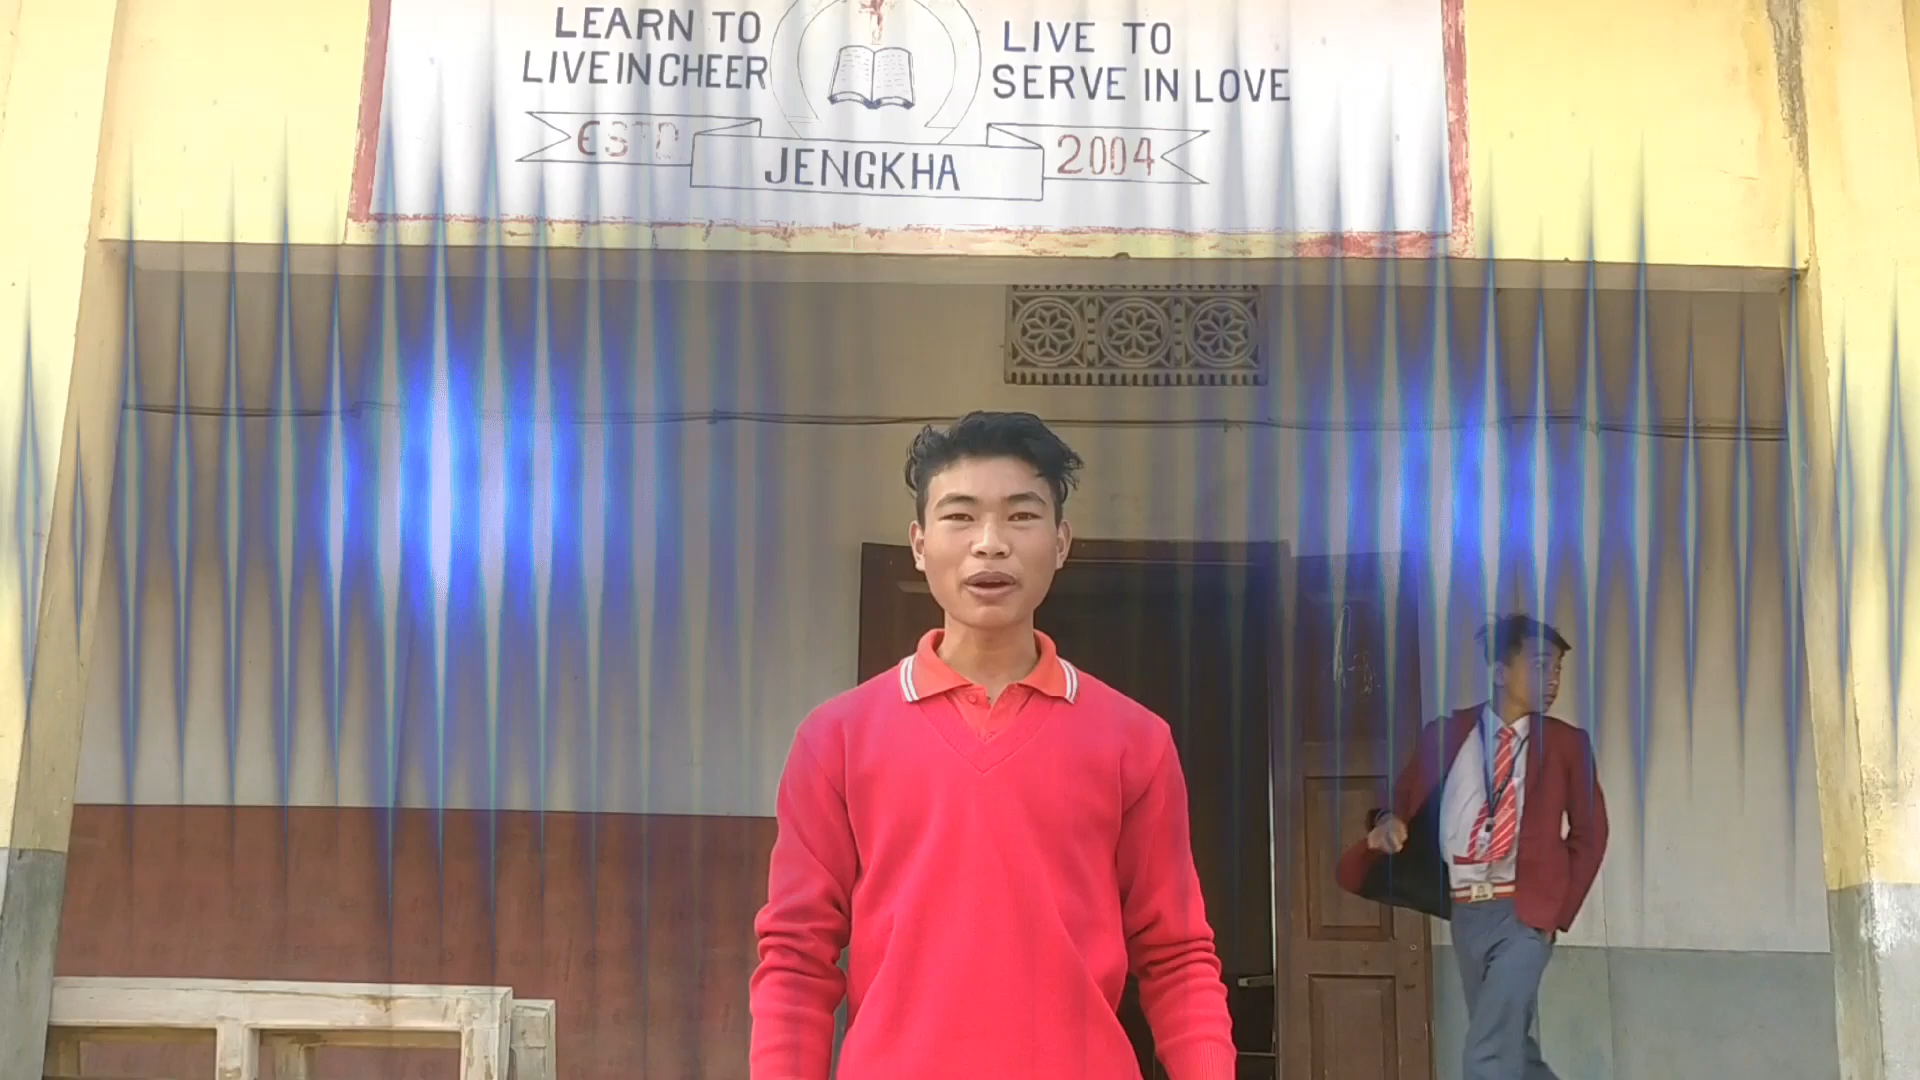 LEARN TO
LIVE IN CHEER
LIVE TO
SERVE IN LOVE
ESTD
JENGKHA
2004